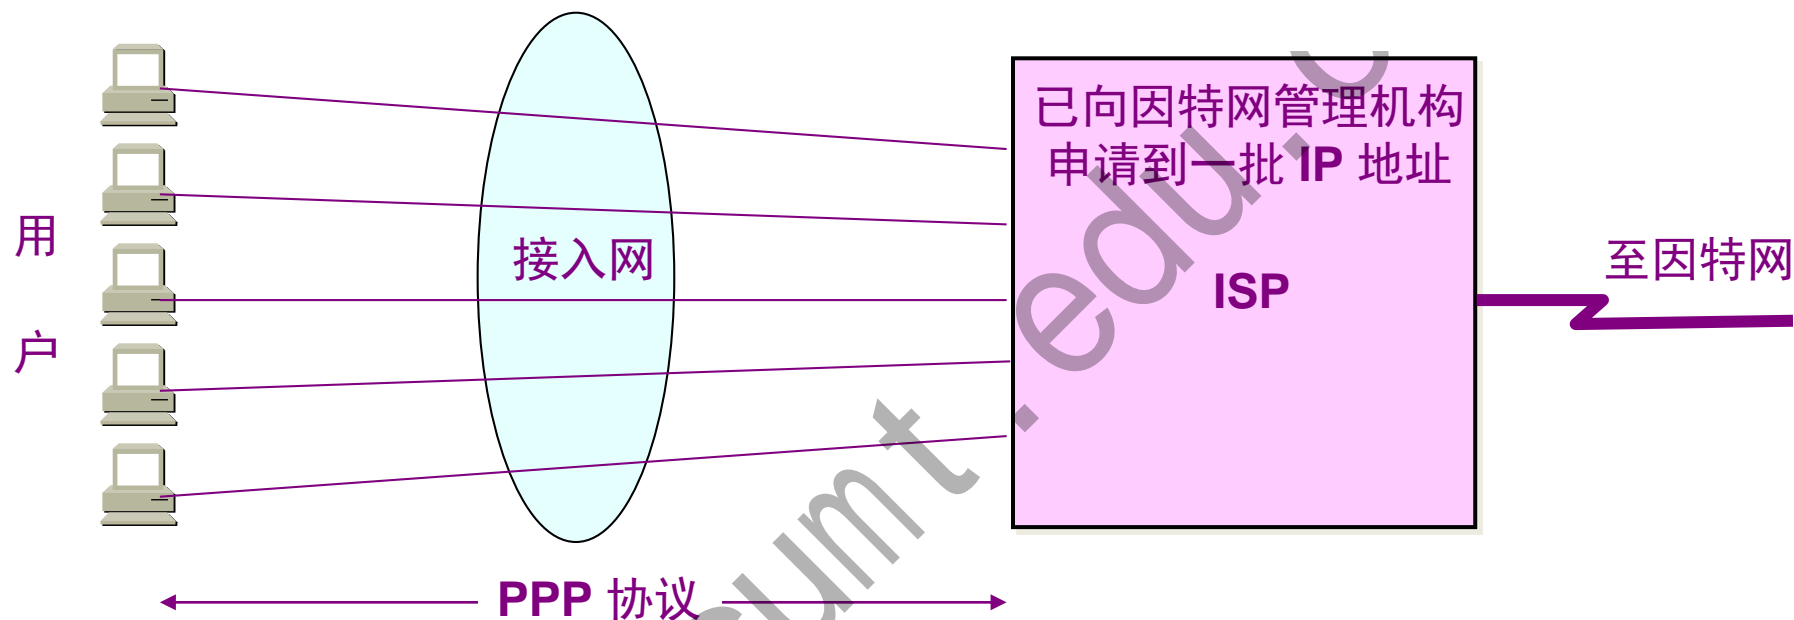 已向因特网管理机构
申请到一批 IP 地址
用
户
接入网
ISP
至因特网
PPP 协议
umt.edu.c